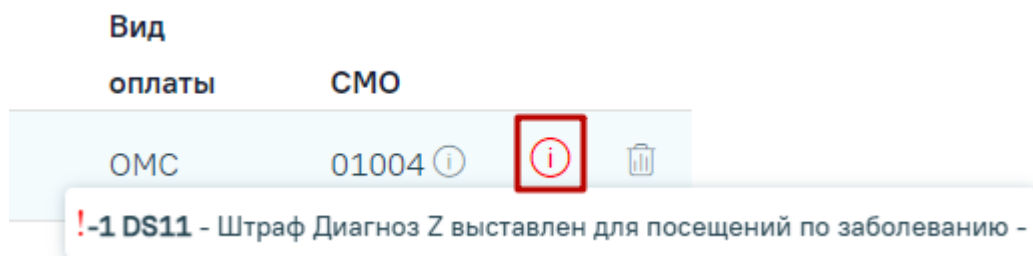 Вид
оплаты СМО
ОМС 01004
!-1 DS11 - Штраф Диагноз Z выставлен для посещений по заболеванию -